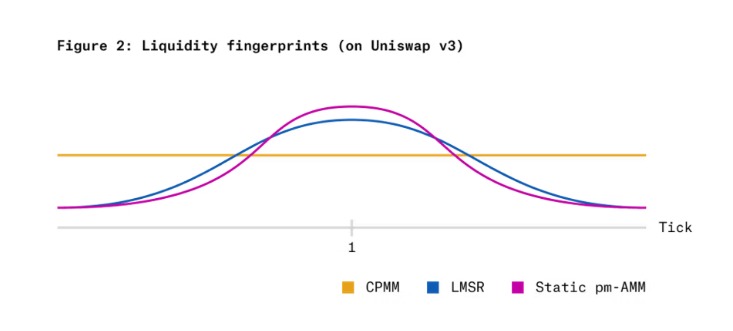 Figure 2: Liquidity fingerprints (on Uniswap v3)
Tick
1
CPMM LMSR Static pm-AMM